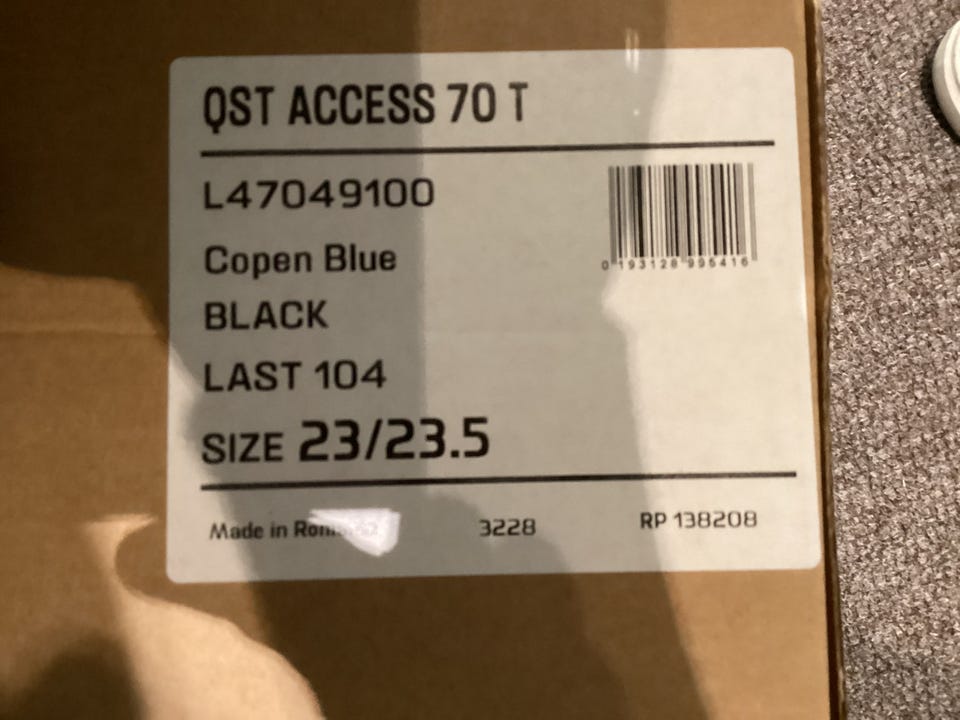 QST ACCESS 70 T
L47049100
0 193128 995416
Copen Blue
BLACK
LAST 104
SIZE 23/23.5
Made in
3228
RP 138208